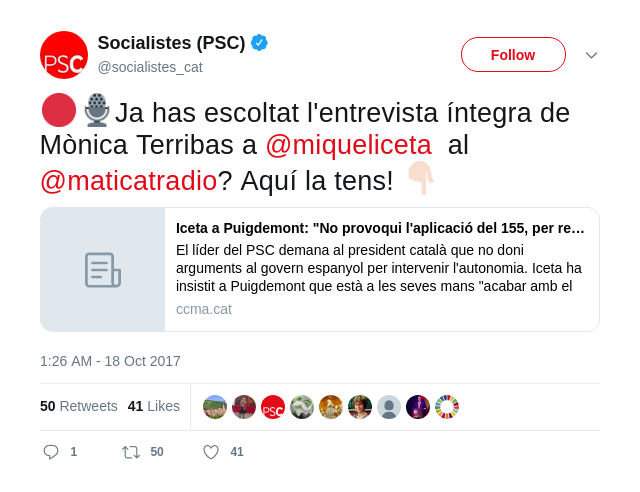 PSC
Socialistes (PSC)
Follow
@socialistes_cat
Ja has escoltat l'entrevista íntegra de
Mònica Terribas a @miqueliceta al
@maticatradio? Aquí la tens!
Iceta a Puigdemont: "No provoqui l'aplicació del 155, per re…
El líder del PSC demana al president català que no doni
arguments al govern espanyol per intervenir l'autonomia. Iceta ha
insistit a Puigdemont que està a les seves mans "acabar amb el
ccma.cat
1:26 AM - 18 Oct 2017
50 Retweets 41 Likes
PSC
1 50 41